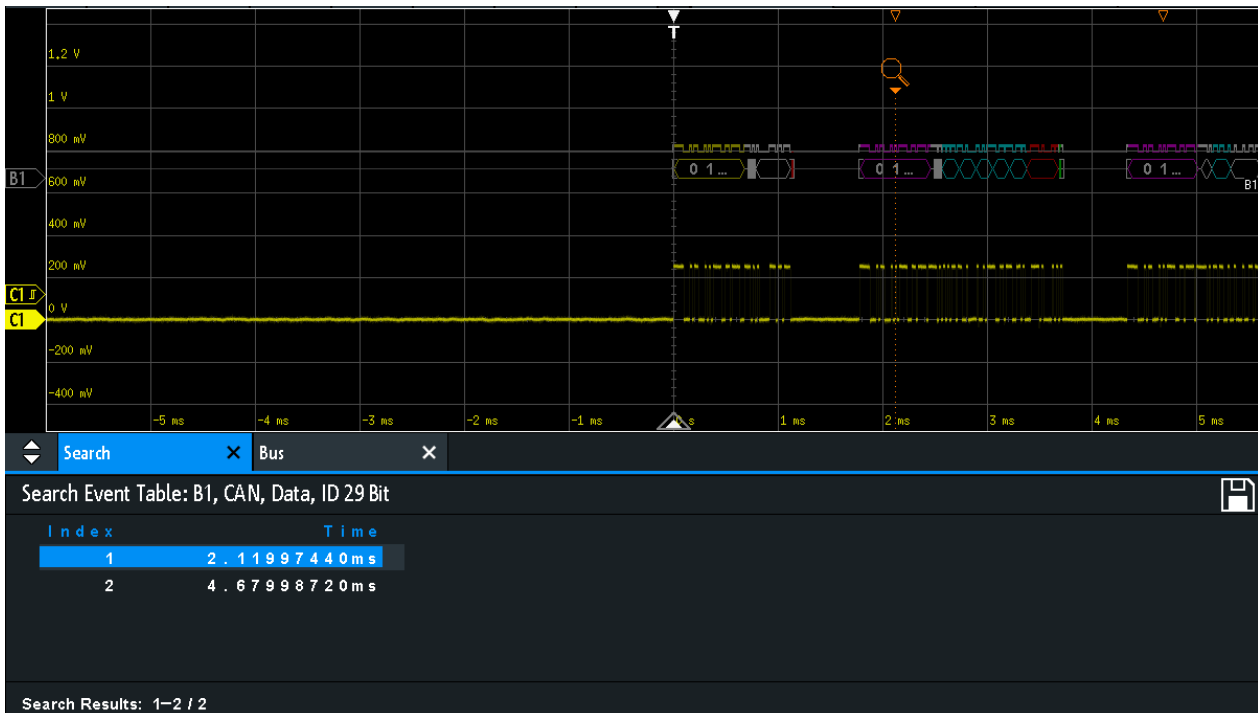 T
1.2 V
1 V
800 mV
0 1...
0 1...
0 1...
B1
600 mV
B1
400 mV
200 mV
C1
0 V
C1
-200 mV
-400 mV
-5 ms
-4 ms
-3 ms
-2 ms
-1 ms
s
1 ms
2 ms
3 ms
4 ms
5 ms
Search
Bus
Search Event Table: B1, CAN, Data, ID 29 Bit
Index Time
1 2.11997440ms
2 4.67998720ms
Search Results: 1-2 / 2